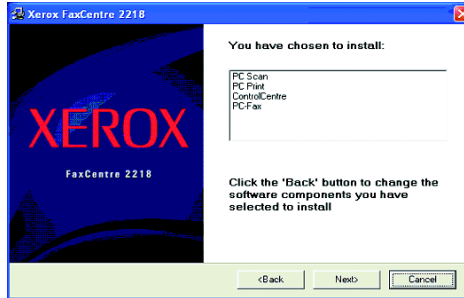 Xerox FaxCentre 2218
You have chosen to install:
PC Scan
PC Print
ControlCentre
PC-Fax
XEROX
FaxCentre 2218
Click the 'Back' button to change the
software components you have
selected to install
<Back
Next>
Cancel